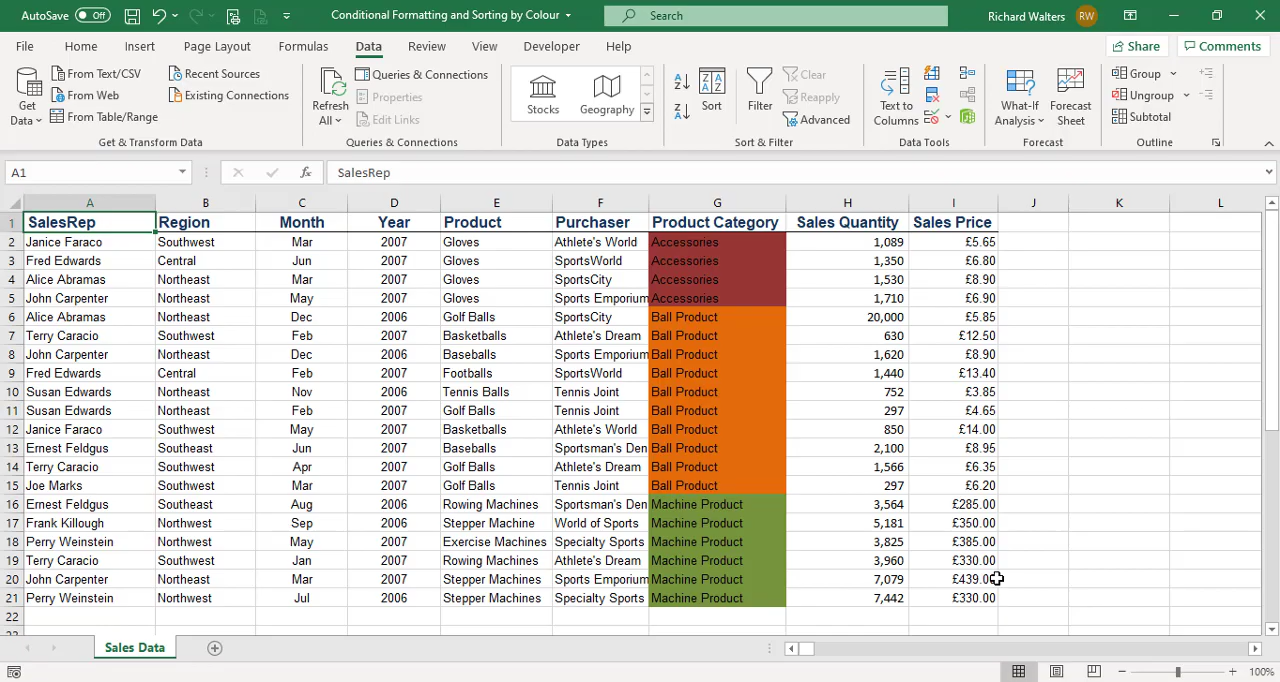 AutoSave Off Conditional Formatting and Sorting by Colour Search Richard Walters RW
File Home Insert Page Layout Formulas Data Review View Developer Help Share Comments
Get Data From Text/CSV From Web From Table/Range Recent Sources Existing Connections
Get & Transform Data
Refresh All Queries & Connections Properties Edit Links
Queries & Connections
Stocks Geography
Data Types
Sort Filter Clear Reapply Advanced
Sort & Filter
Text to Columns
Data Tools
What-If Analysis Forecast Sheet
Forecast
Group Ungroup Subtotal
Outline
A1 fx SalesRep
A B C D E F G H I J K L
1 SalesRep Region Month Year Product Purchaser Product Category Sales Quantity Sales Price
2 Janice Faraco Southwest Mar 2007 Gloves Athlete's World Accessories 1,089 £5.65
3 Fred Edwards Central Jun 2007 Gloves SportsWorld Accessories 1,350 £6.80
4 Alice Abramas Northeast Mar 2007 Gloves SportsCity Accessories 1,530 £8.90
5 John Carpenter Northeast May 2007 Gloves Sports Emporium Accessories 1,710 £6.90
6 Alice Abramas Northeast Dec 2006 Golf Balls SportsCity Ball Product 20,000 £5.85
7 Terry Caracio Southwest Feb 2007 Basketballs Athlete's Dream Ball Product 630 £12.50
8 John Carpenter Northeast Dec 2006 Baseballs Sports Emporium Ball Product 1,620 £8.90
9 Fred Edwards Central Feb 2007 Footballs SportsWorld Ball Product 1,440 £13.40
10 Susan Edwards Northeast Nov 2006 Tennis Balls Tennis Joint Ball Product 752 £3.85
11 Susan Edwards Northeast Feb 2007 Golf Balls Tennis Joint Ball Product 297 £4.65
12 Janice Faraco Southwest May 2007 Basketballs Athlete's World Ball Product 850 £14.00
13 Ernest Feldgus Southeast Jun 2007 Baseballs Sportsman's Den Ball Product 2,100 £8.95
14 Terry Caracio Southwest Apr 2007 Golf Balls Athlete's Dream Ball Product 1,566 £6.35
15 Joe Marks Southwest Mar 2007 Golf Balls Tennis Joint Ball Product 297 £6.20
16 Ernest Feldgus Southeast Aug 2006 Rowing Machines Sportsman's Den Machine Product 3,564 £285.00
17 Frank Killough Northwest Sep 2006 Stepper Machine World of Sports Machine Product 5,181 £350.00
18 Perry Weinstein Northwest May 2007 Exercise Machines Specialty Sports Machine Product 3,825 £385.00
19 Terry Caracio Southwest Jan 2007 Rowing Machines Athlete's Dream Machine Product 3,960 £330.00
20 John Carpenter Northeast Mar 2007 Stepper Machines Sports Emporium Machine Product 7,079 £439.00
21 Perry Weinstein Northwest Jul 2006 Stepper Machines Specialty Sports Machine Product 7,442 £330.00
22
Sales Data
100%